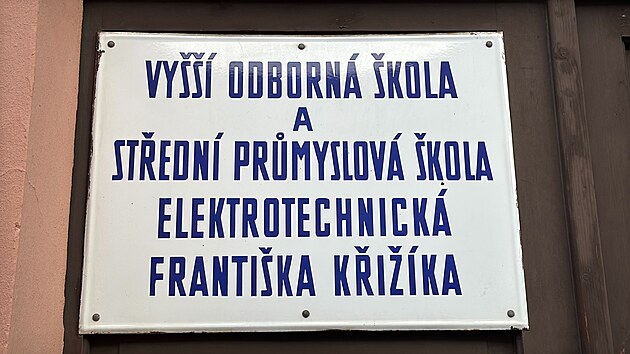 VYŠŠÍ ODBORNÁ ŠKOLA
A
STŘEDNÍ PRŮMYSLOVÁ ŠKOLA
ELEKTROTECHNICKÁ
FRANTIŠKA KŘIŽÍKA